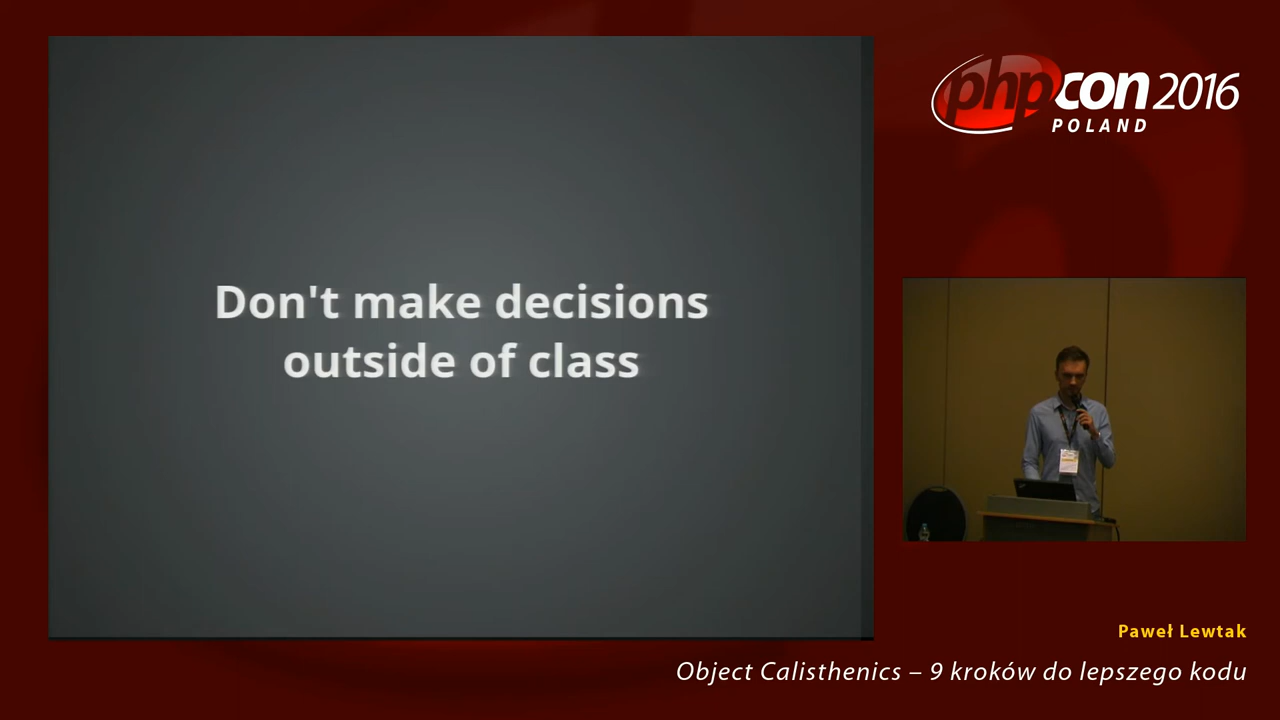 phpcon 2016
POLAND
Don't make decisions
outside of class
Paweł Lewtak
Object Calisthenics – 9 kroków do lepszego kodu